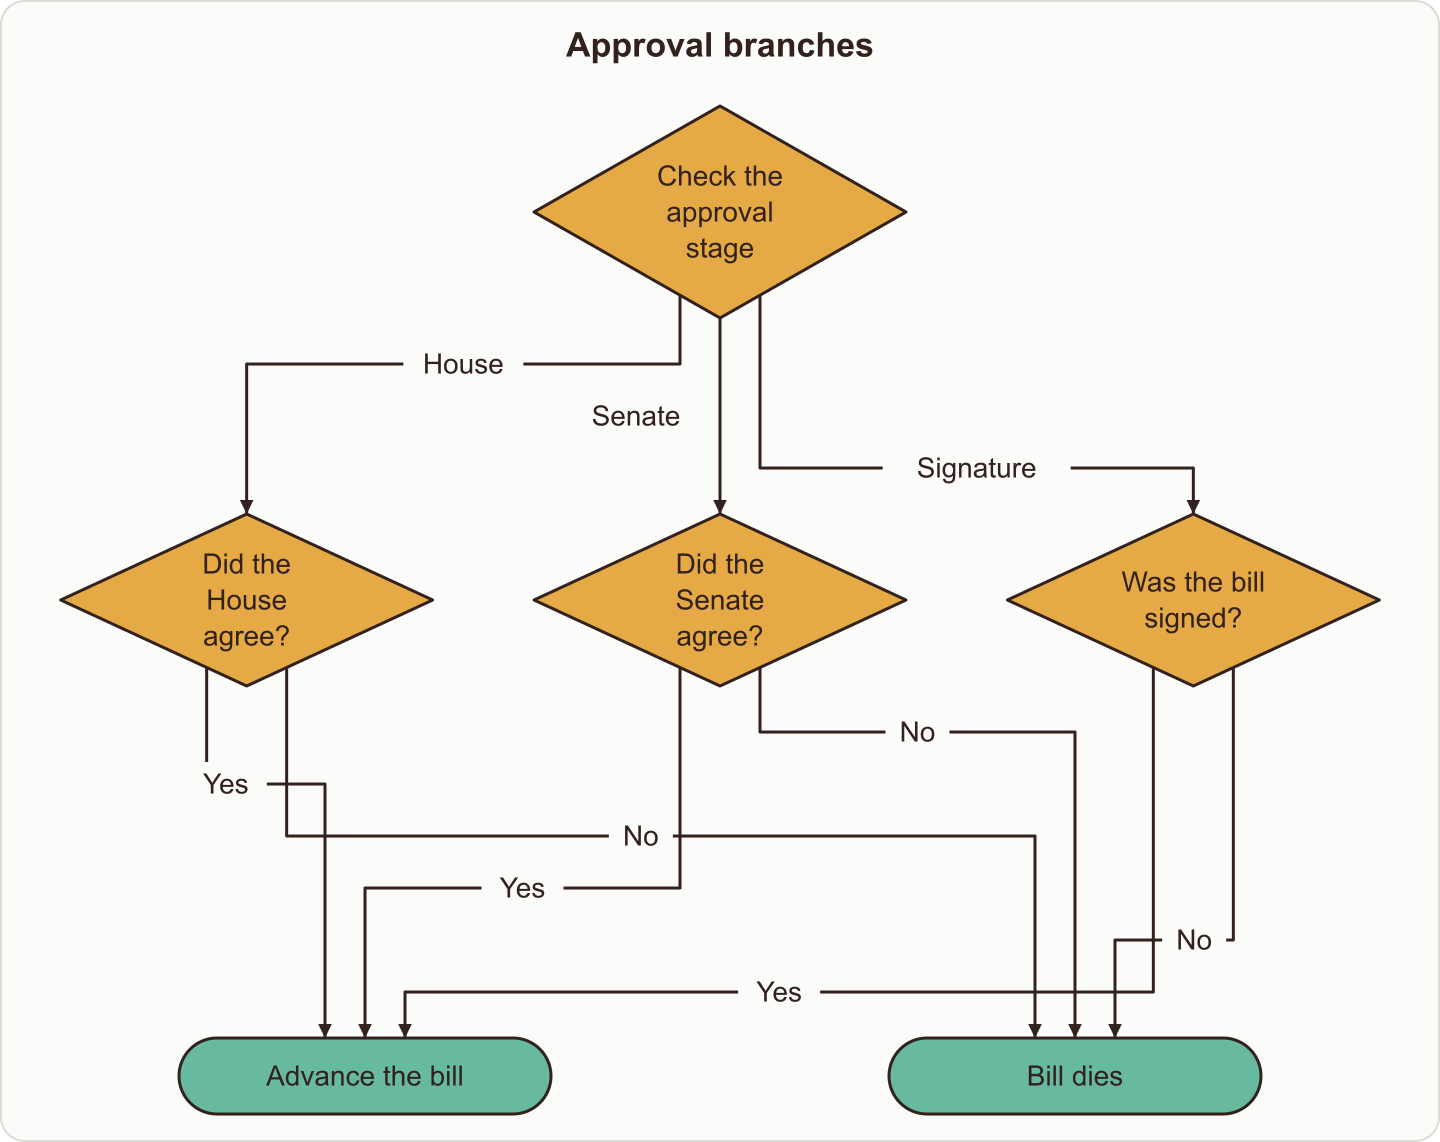 Approval branches
Check the
approval
stage
House
Senate
Signature
Did the
House
agree?
Did the
Senate
agree?
Was the bill
signed?
No
Yes
No
Yes
No
Yes
Advance the bill
Bill dies